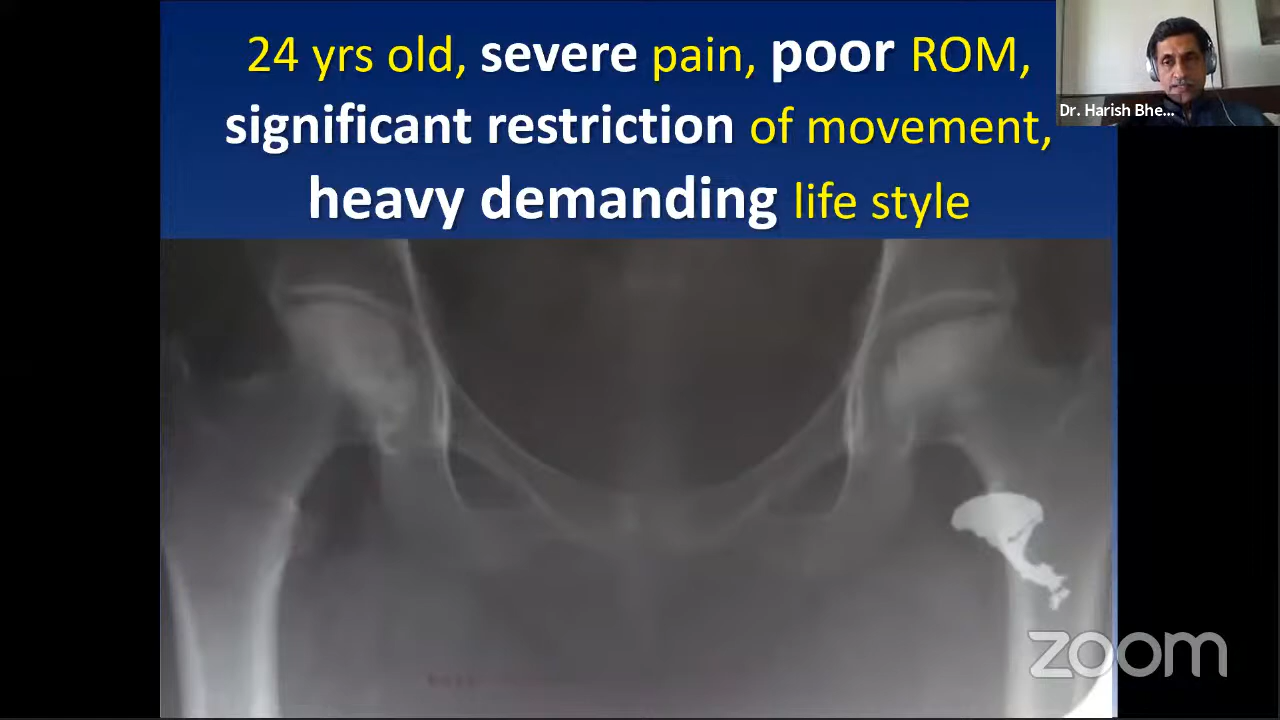 24 yrs old, severe pain, poor ROM,
significant restriction of movement,
heavy demanding life style
Dr. Harish Bhe...
zoom